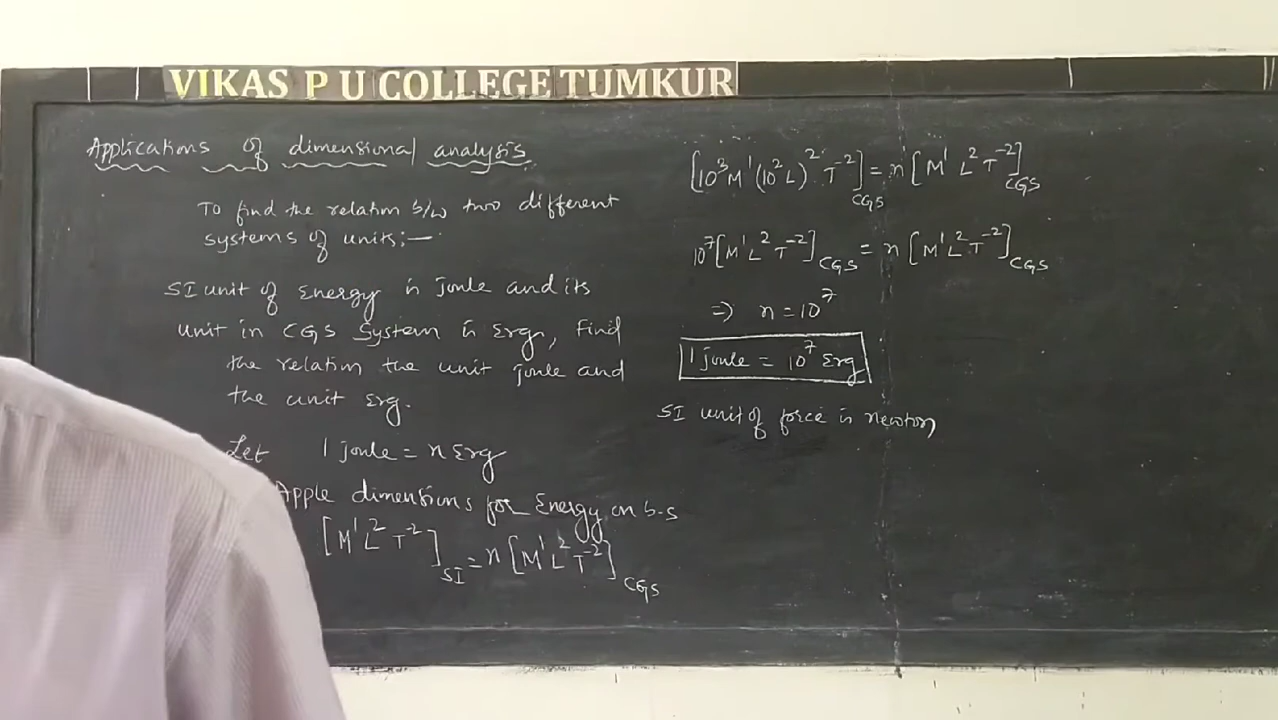 VIKAS P U COLLEGE TUMKUR
Applications of dimensional analysis
To find the relation b/w two different
systems of units;—
SI unit of Energy is joule and its
unit in CGS System is Erg, Find
the relation the unit joule and
the unit Erg.
Let 1 joule = n Erg
Apple dimensions for Energy on b.s
[M¹L²T⁻²]SI = n[M¹L²T⁻²]CGS
[10³M¹(10²L)²T⁻²]CGS = n[M¹L²T⁻²]CGS
10⁷[M¹L²T⁻²]CGS = n[M¹L²T⁻²]CGS
⇒ n = 10⁷
1 joule = 10⁷ Erg
SI unit of force is newton